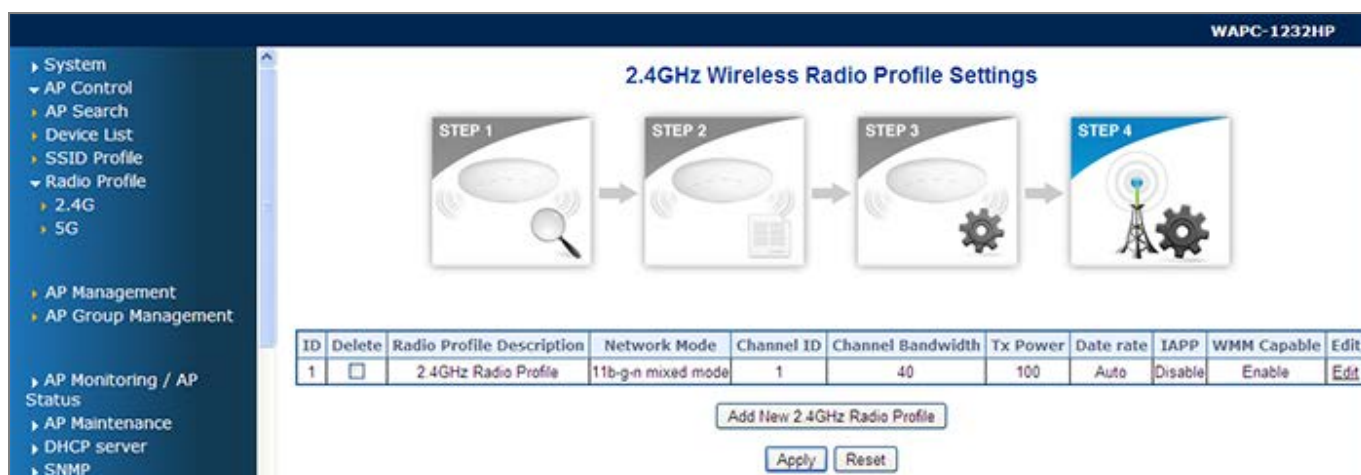 WAPC-1232HP
System
AP Control
AP Search
Device List
SSID Profile
Radio Profile
2.4G
5G
AP Management
AP Group Management
AP Monitoring / AP
Status
AP Maintenance
DHCP server
SNMP
2.4GHz Wireless Radio Profile Settings
STEP 1 STEP 2 STEP 3 STEP 4
ID Delete Radio Profile Description Network Mode Channel ID Channel Bandwidth Tx Power Date rate IAPP WMM Capable Edit
1 2.4GHz Radio Profile 11b-g-n mixed mode 1 40 100 Auto Disable Enable Edit
Add New 2.4GHz Radio Profile
Apply Reset